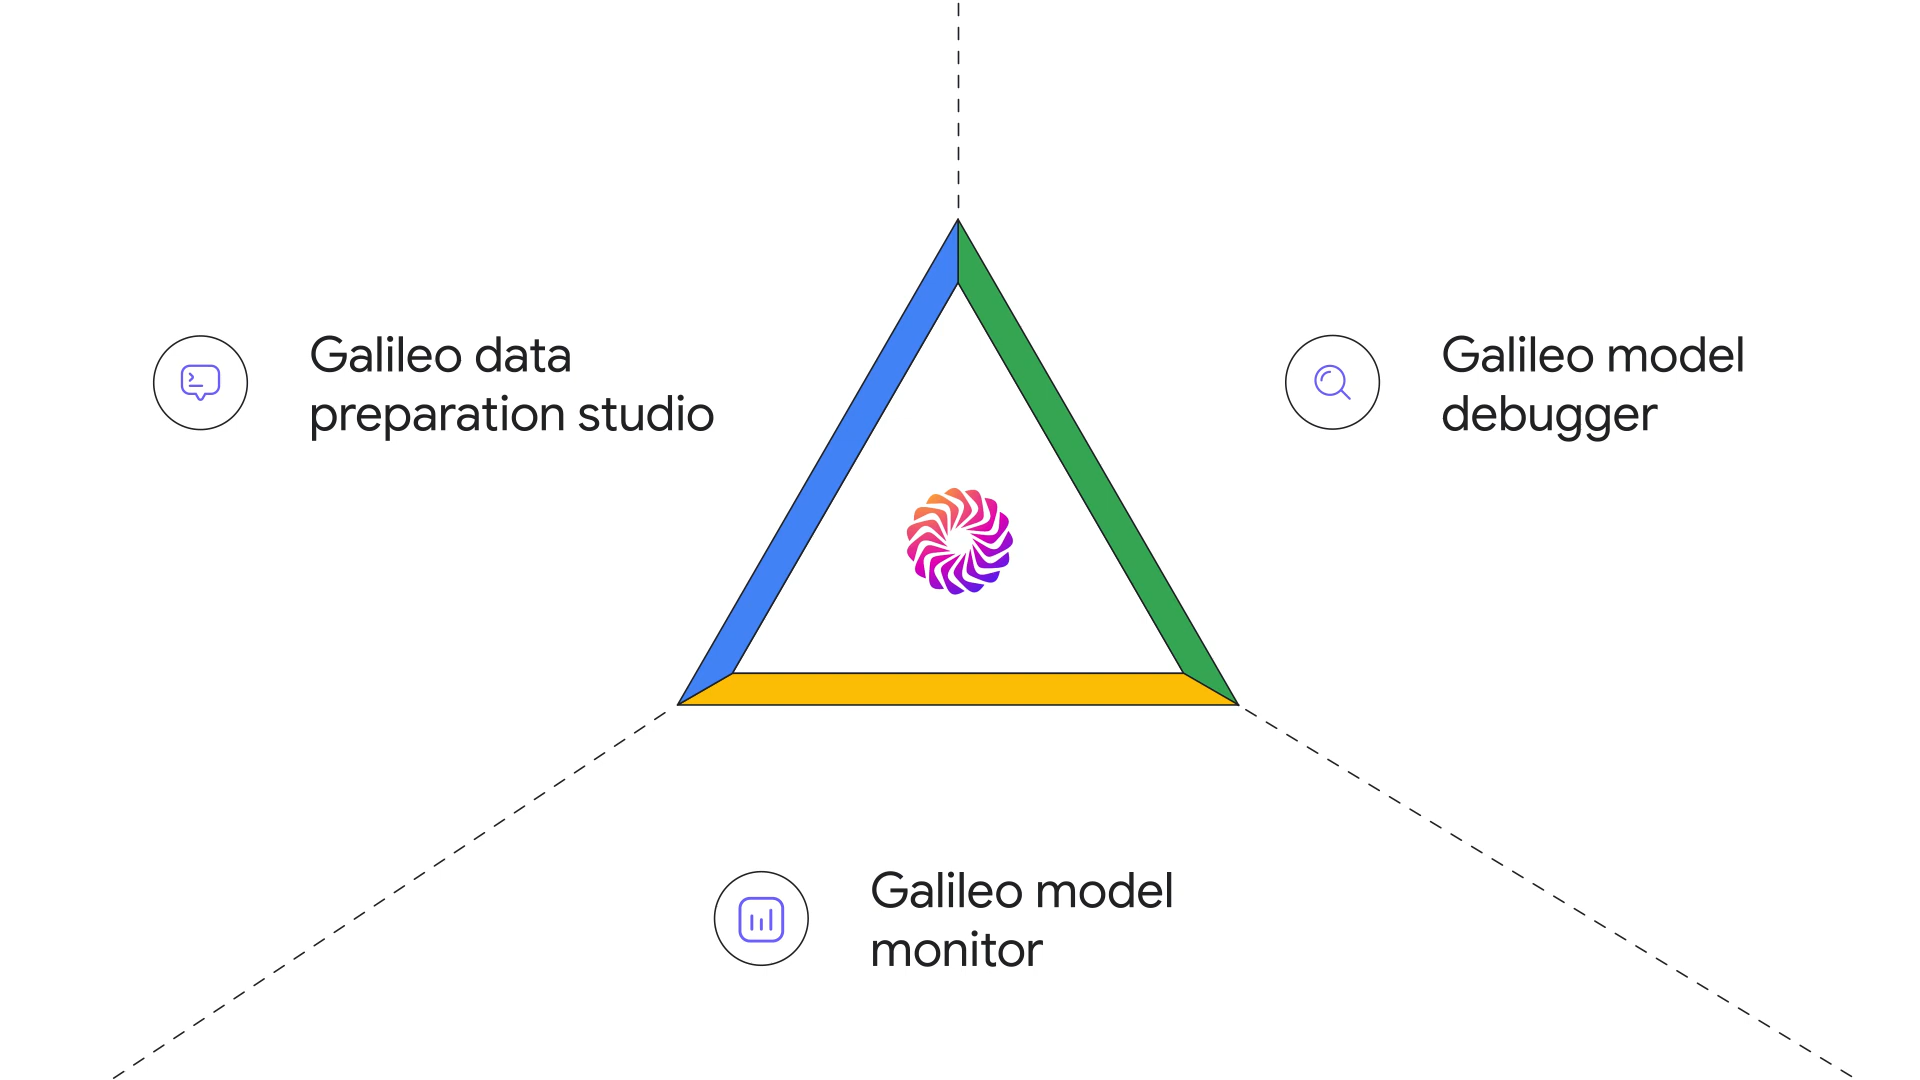 Galileo data
preparation studio
Galileo model
debugger
Galileo model
monitor